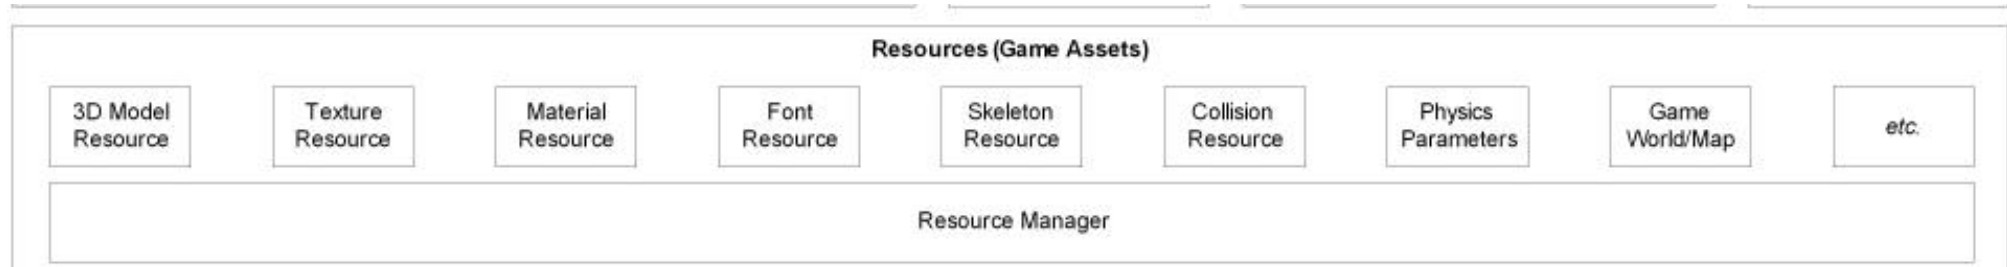 Resources (Game Assets)
3D Model
Resource
Texture
Resource
Material
Resource
Font
Resource
Skeleton
Resource
Collision
Resource
Physics
Parameters
Game
World/Map
etc.
Resource Manager